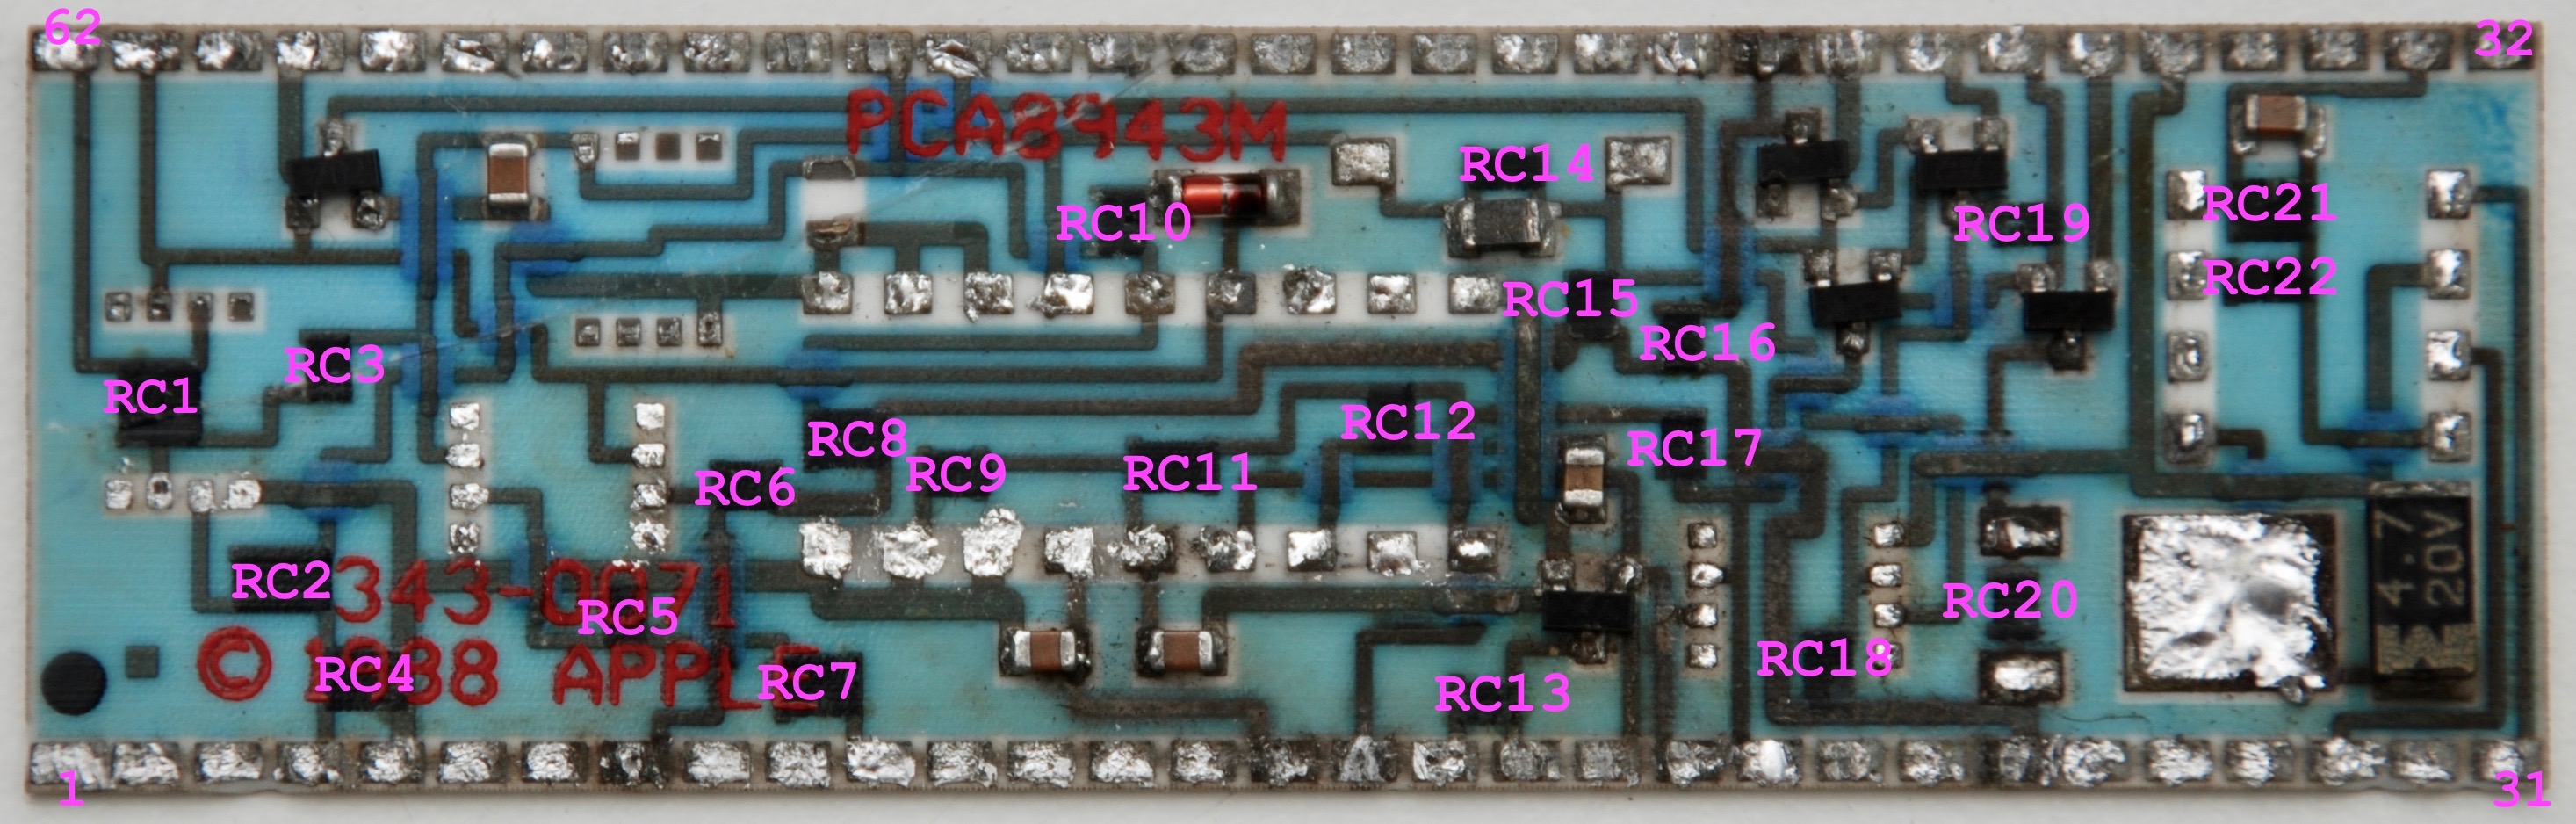 62
32
PCA8943M
RC14
RC21
RC10
RC19
RC22
RC15
RC16
RC3
RC1
RC8
RC12
RC17
RC9
RC11
RC6
4.7
20V
RC2
343-0071
RC5
RC20
RC18
© 1988 APPLE
RC4
RC7
RC13
1
31